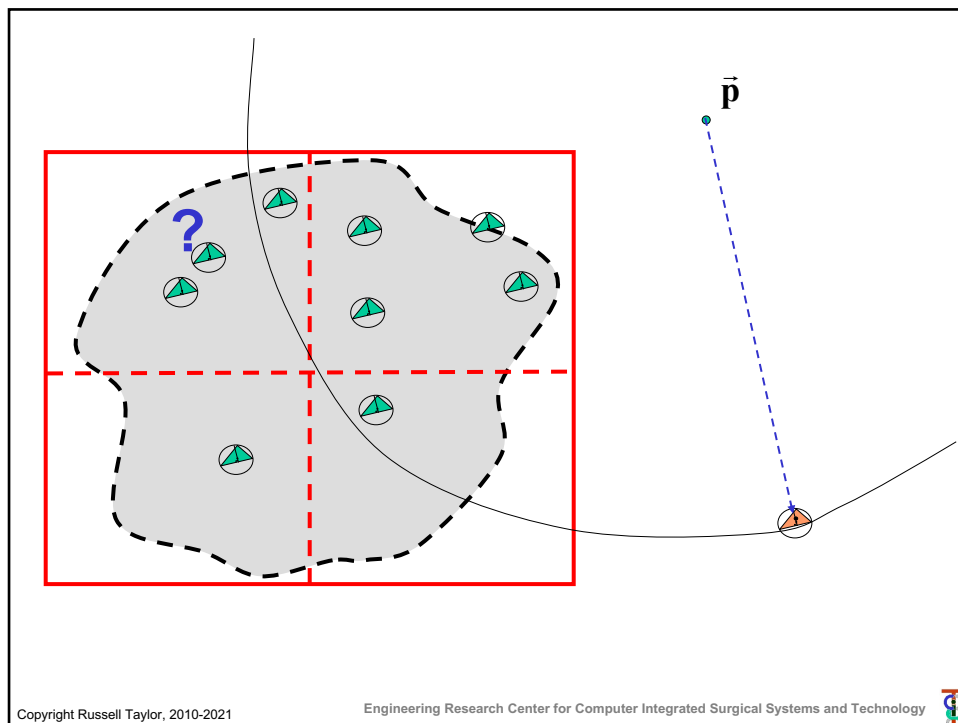 p
?
Copyright Russell Taylor, 2010-2021
Engineering Research Center for Computer Integrated Surgical Systems and Technology